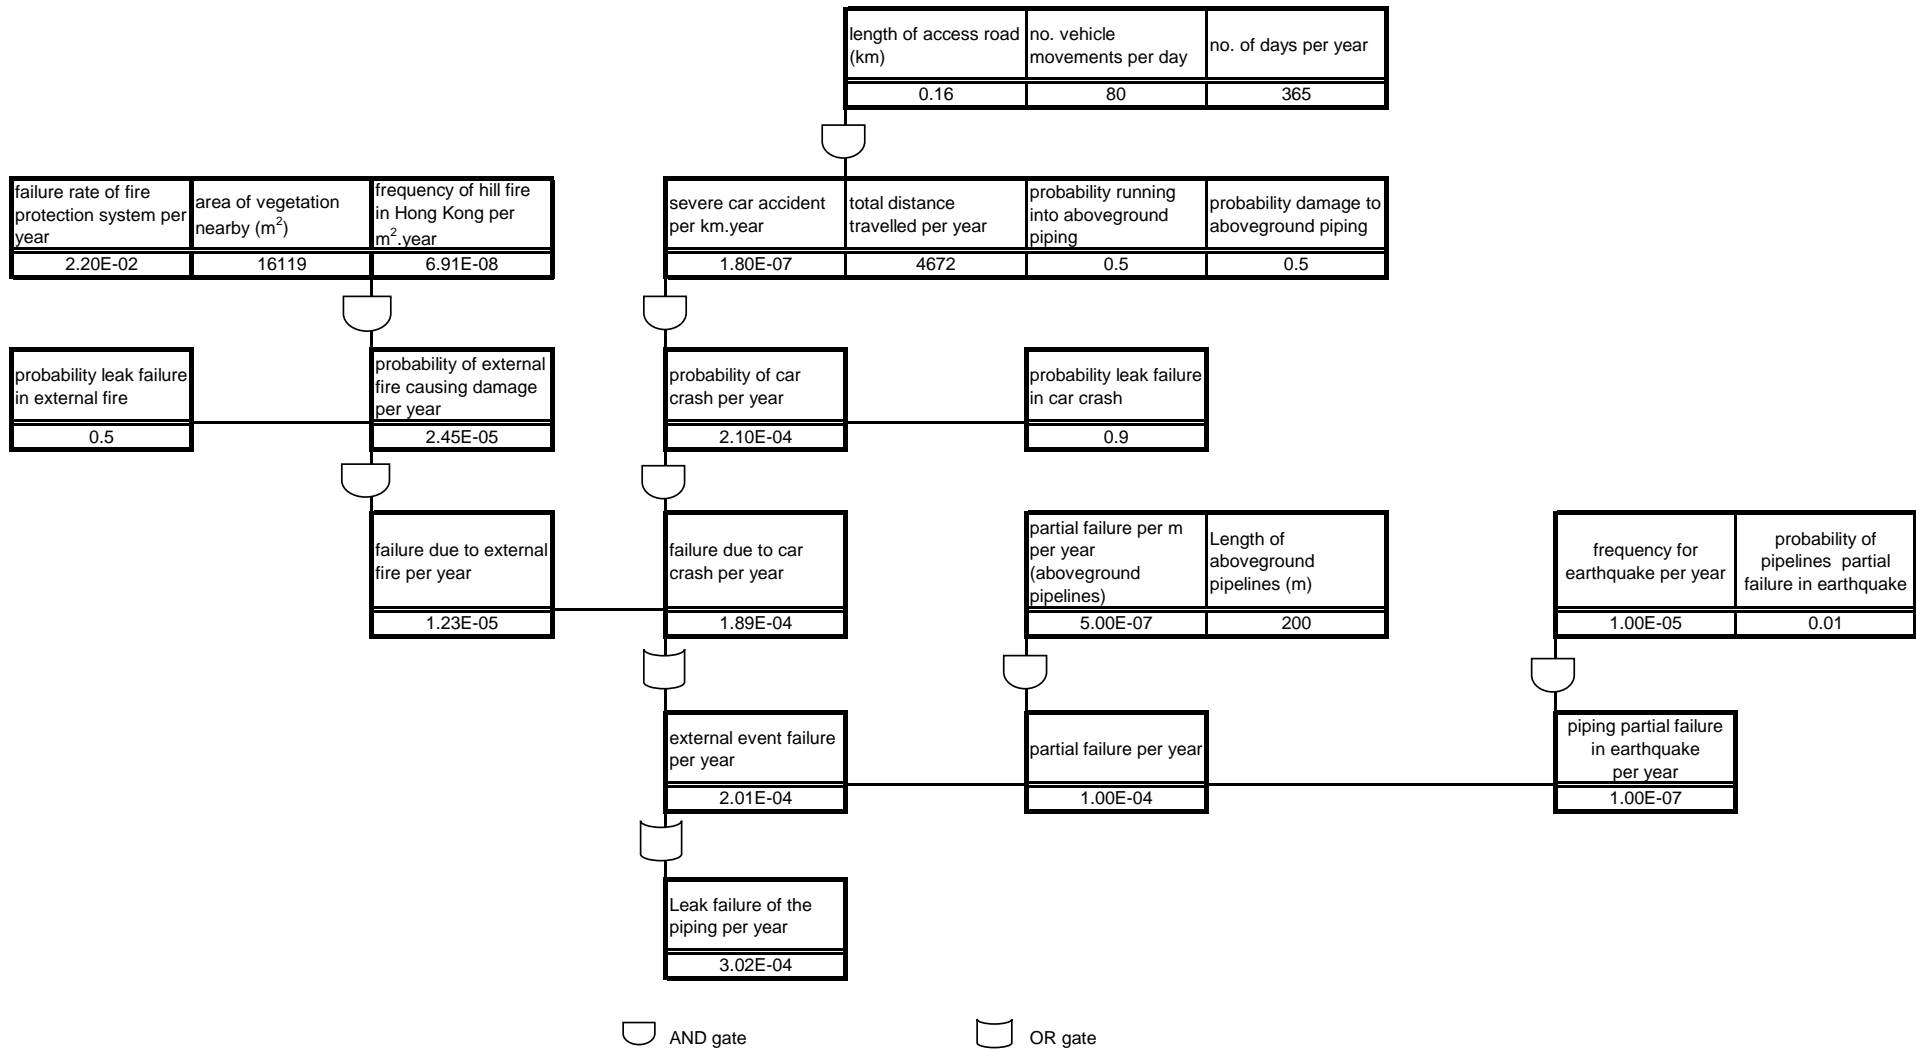 length of access road
(km)
no. vehicle
movements per day
no. of days per year
0.16
80
365
failure rate of fire
protection system per
year
area of vegetation
nearby (m²)
frequency of hill fire
in Hong Kong per
m².year
2.20E-02
16119
6.91E-08
severe car accident
per km.year
total distance
travelled per year
probability running
into aboveground
piping
probability damage to
aboveground piping
1.80E-07
4672
0.5
0.5
probability leak failure
in external fire
0.5
probability of external
fire causing damage
per year
2.45E-05
probability of car
crash per year
2.10E-04
probability leak failure
in car crash
0.9
failure due to external
fire per year
1.23E-05
failure due to car
crash per year
1.89E-04
partial failure per m
per year
(aboveground
pipelines)
Length of
aboveground
pipelines (m)
5.00E-07
200
frequency for
earthquake per year
probability of
pipelines partial
failure in earthquake
1.00E-05
0.01
external event failure
per year
2.01E-04
partial failure per year
1.00E-04
piping partial failure
in earthquake
per year
1.00E-07
Leak failure of the
piping per year
3.02E-04
AND gate
OR gate